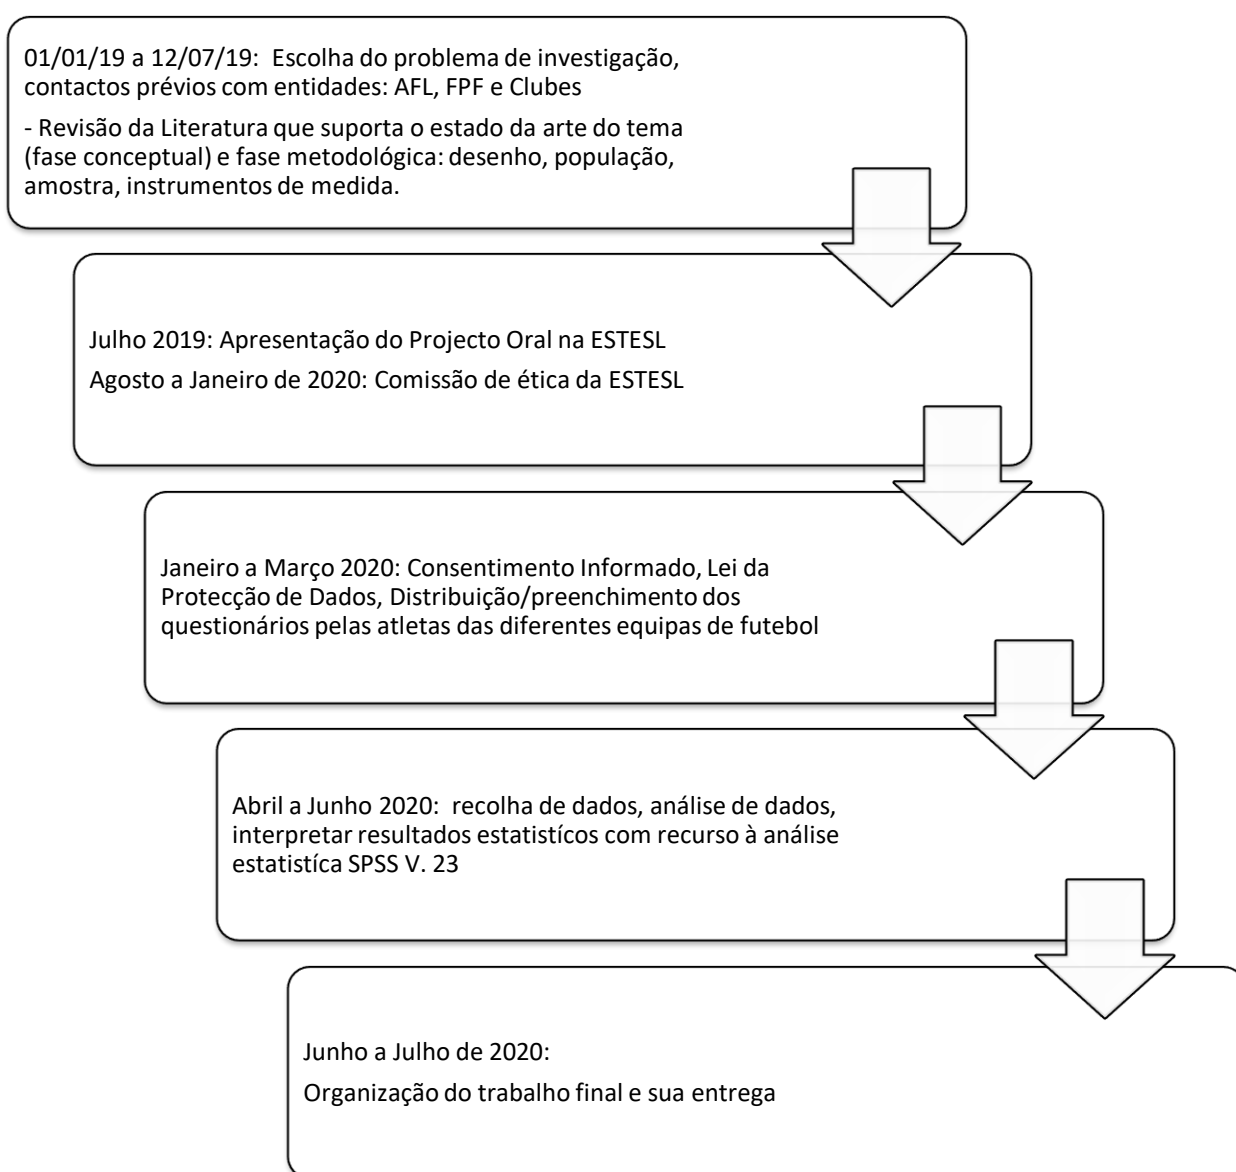 01/01/19 a 12/07/19:  Escolha do problema de investigação,
contactos prévios com entidades: AFL, FPF e Clubes
- Revisão da Literatura que suporta o estado da arte do tema
(fase conceptual) e fase metodológica: desenho, população,
amostra, instrumentos de medida.
Julho 2019: Apresentação do Projecto Oral na ESTESL
Agosto a Janeiro de 2020: Comissão de ética da ESTESL
Janeiro a Março 2020: Consentimento Informado, Lei da
Protecção de Dados, Distribuição/preenchimento dos
questionários pelas atletas das diferentes equipas de futebol
Abril a Junho 2020:  recolha de dados, análise de dados,
interpretar resultados estatistícos com recurso à análise
estatistíca SPSS V. 23
Junho a Julho de 2020:
Organização do trabalho final e sua entrega